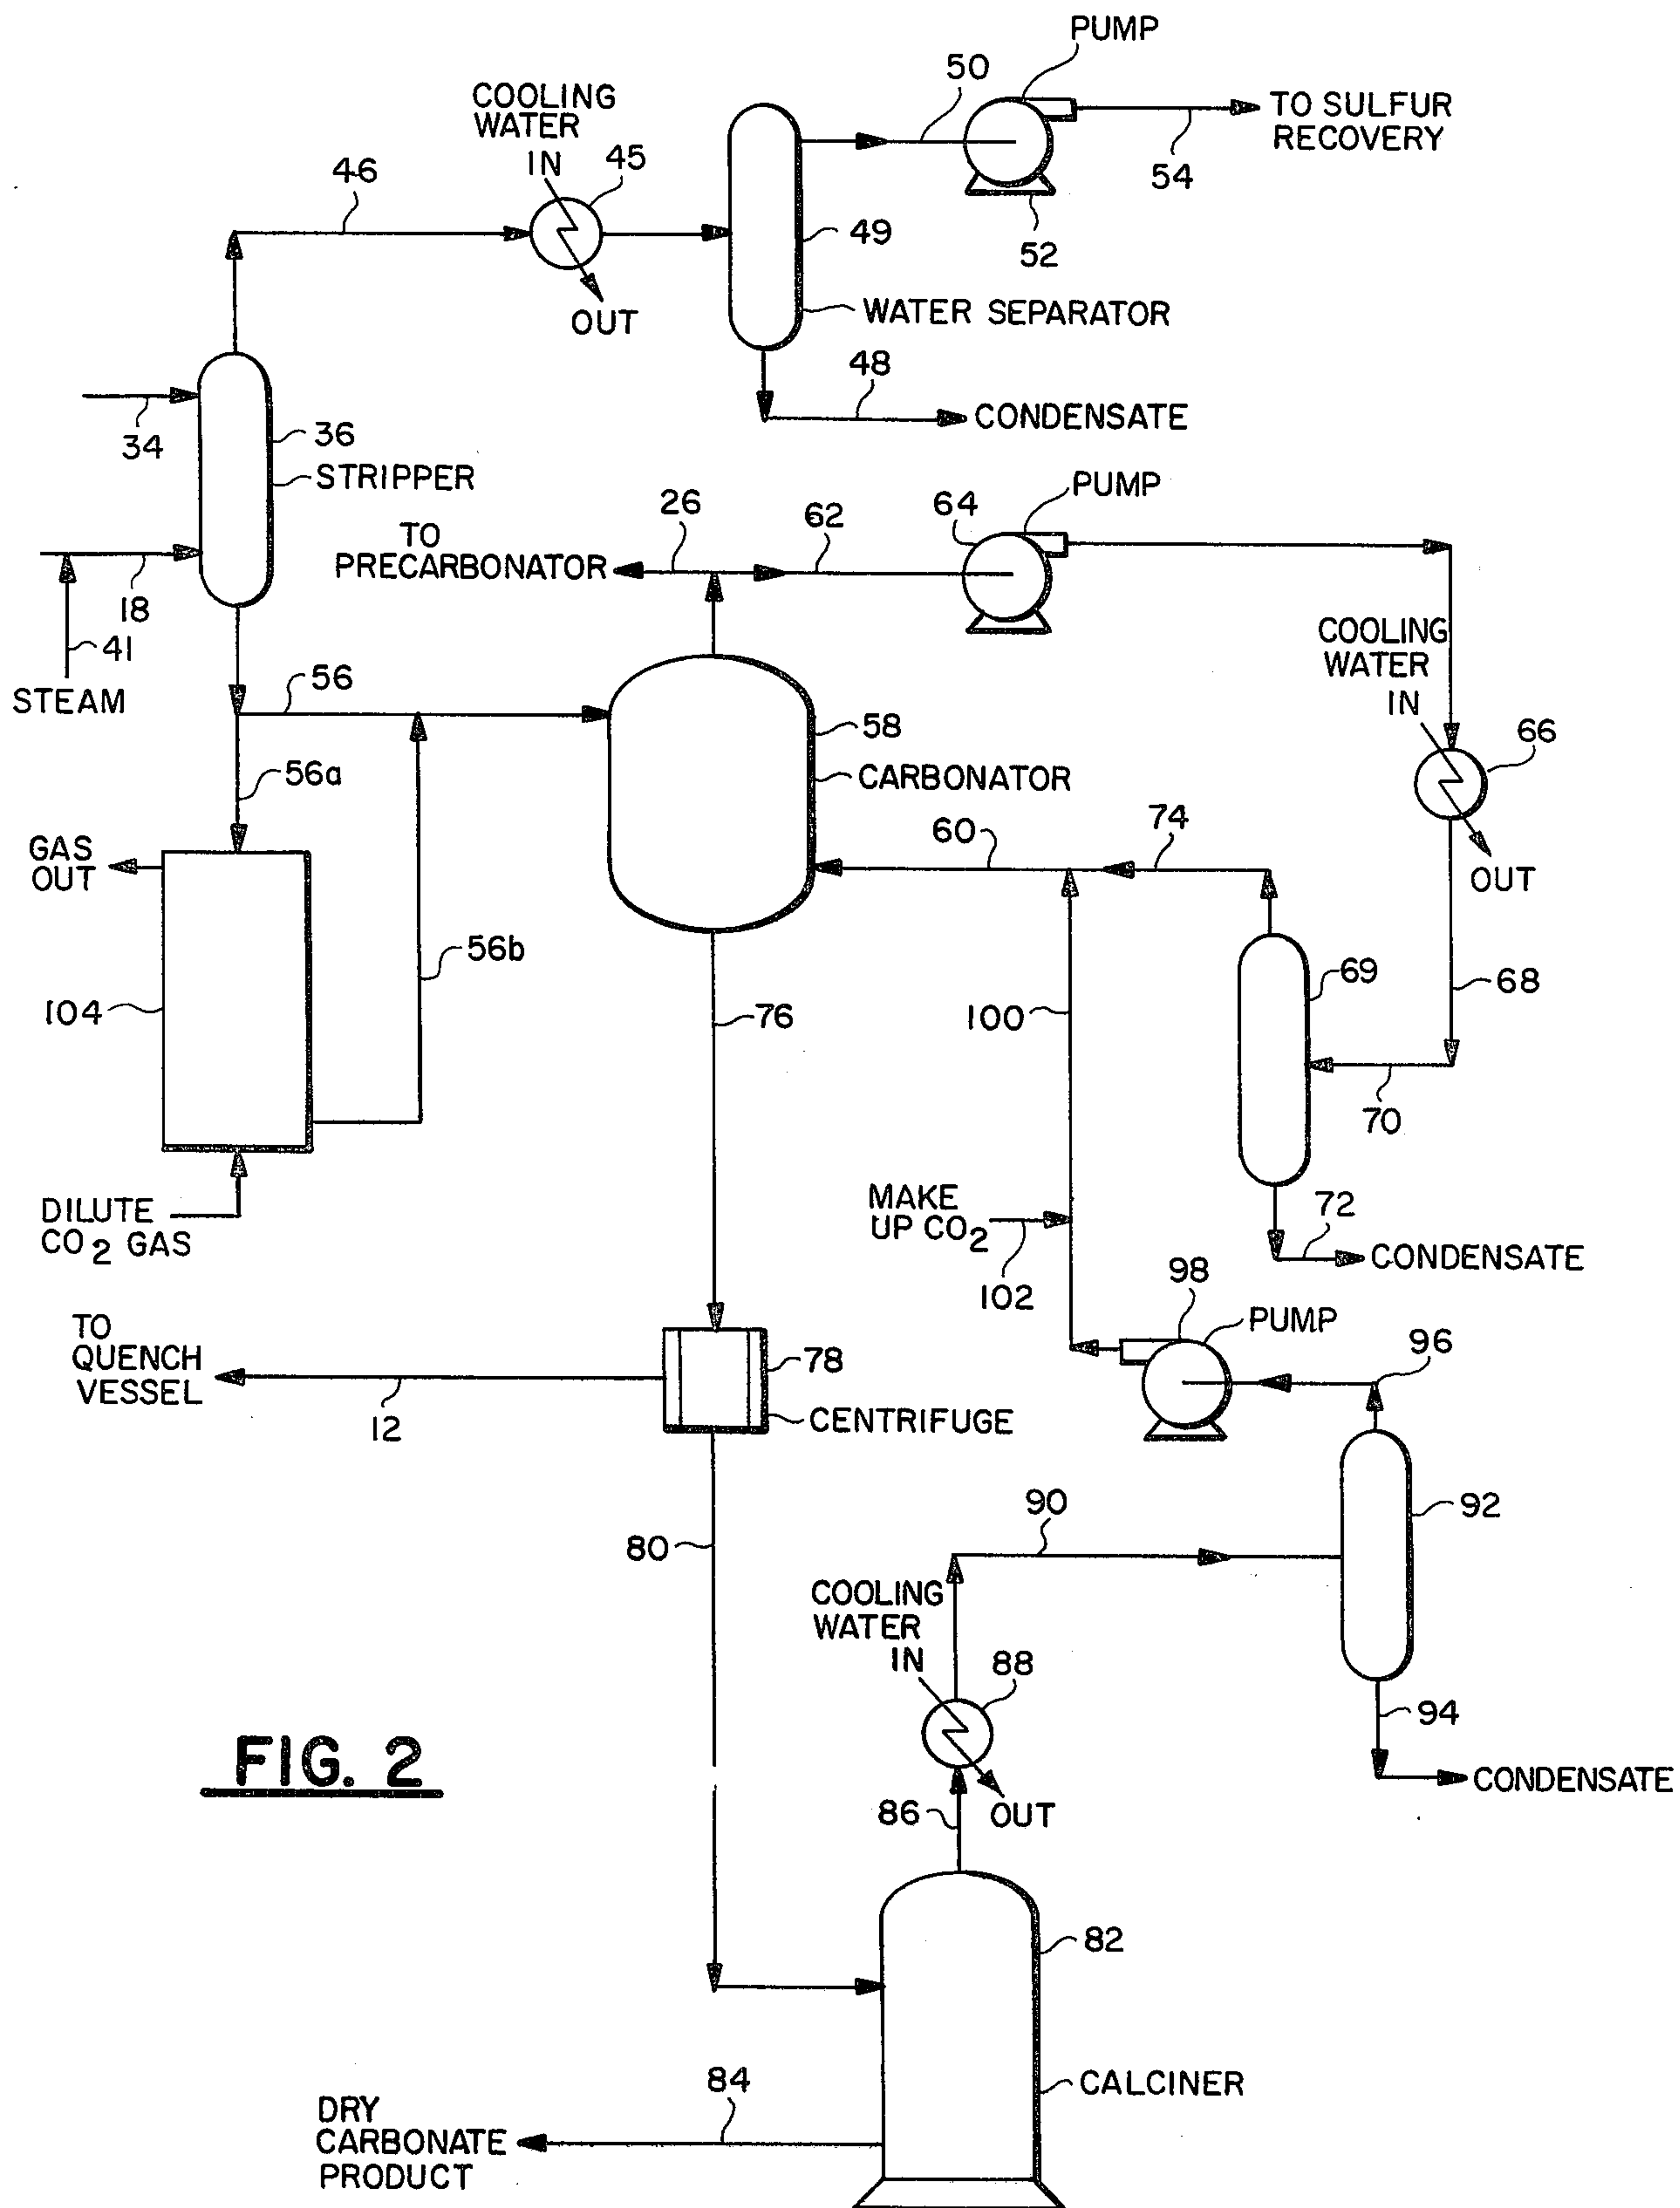 PUMP
50
COOLING
WATER
IN
45
TO SULFUR
RECOVERY
54
46
49
52
OUT
WATER SEPARATOR
48
CONDENSATE
34
36
STRIPPER
PUMP
64
26
62
TO
PRECARBONATOR
18
41
STEAM
COOLING
WATER
IN
56
58
66
CARBONATOR
56a
60
74
GAS
OUT
OUT
56b
69
68
104
76
100
70
DILUTE
CO2 GAS
MAKE
UP CO2
72
CONDENSATE
102
98
PUMP
TO
QUENCH
VESSEL
78
96
12
CENTRIFUGE
90
92
80
COOLING
WATER
IN
88
94
FIG. 2
CONDENSATE
86
OUT
82
84
CALCINER
DRY
CARBONATE
PRODUCT